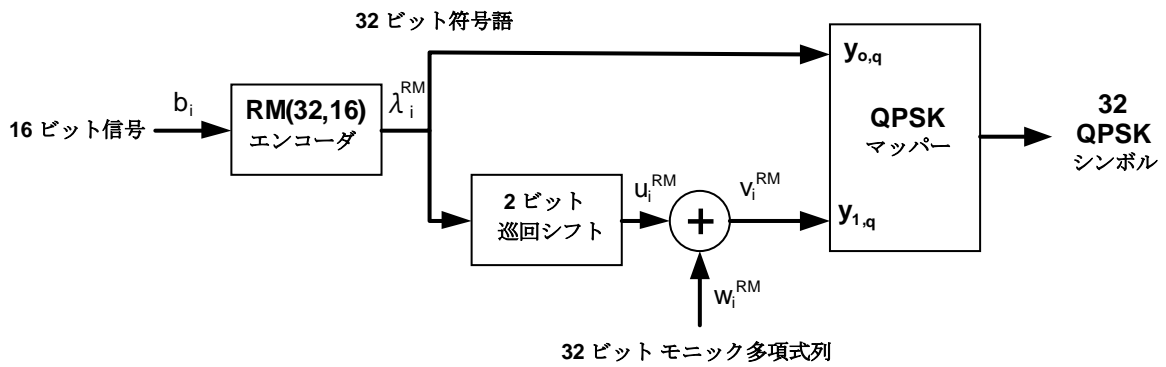 32 ビット符号語
16 ビット信号
b_i
RM(32,16)
エンコーダ
λ_i^RM
2 ビット
巡回シフト
u_i^RM
+
v_i^RM
w_i^RM
32 ビット モニック多項式列
y_o,q
QPSK
マッパー
y_1,q
32
QPSK
シンボル